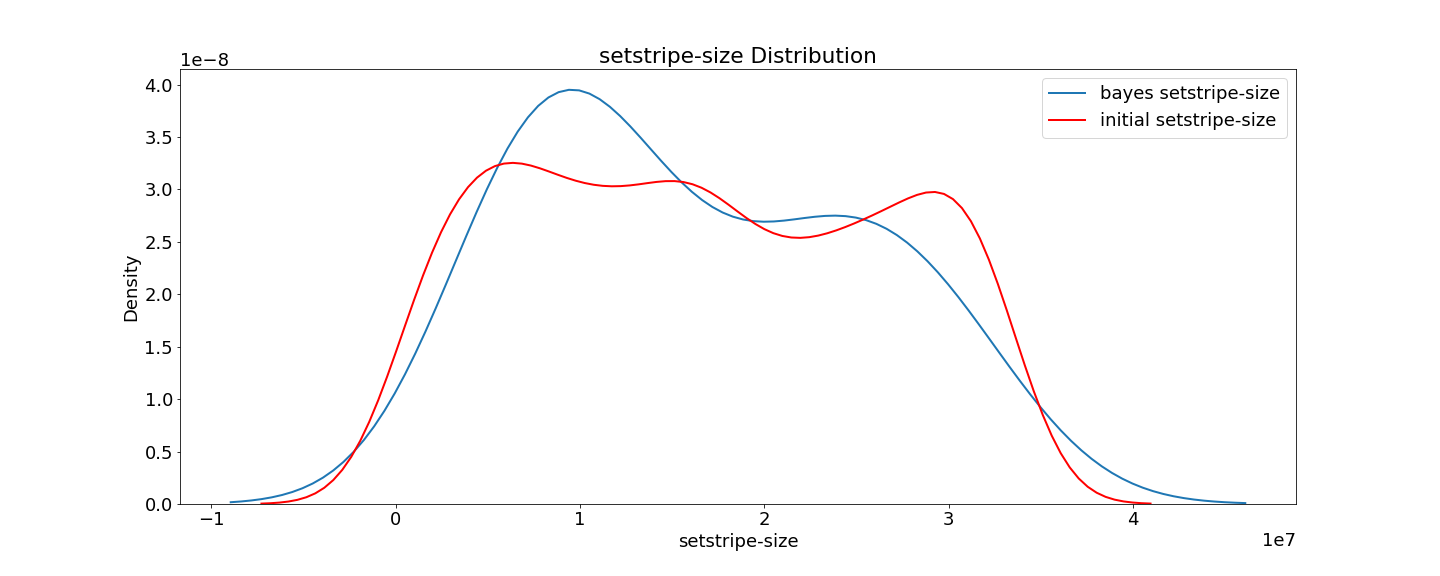 setstripe-size Distribution
1e−8
bayes setstripe-size
initial setstripe-size
4.0
3.5
3.0
2.5
2.0
1.5
1.0
0.5
0.0
Density
−1
0
1
2
3
4
setstripe-size
1e7